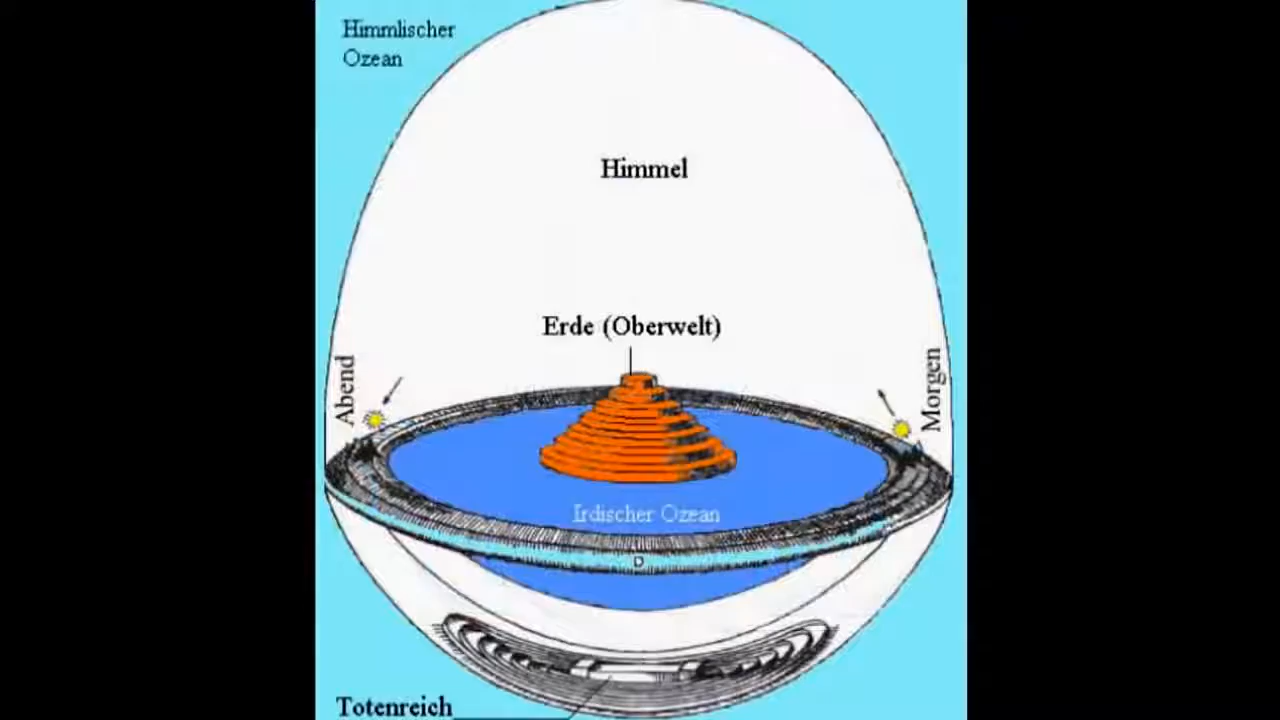 Himmlischer
Ozean
Himmel
Erde (Oberwelt)
Abend
Morgen
Irdischer Ozean
D
Totenreich